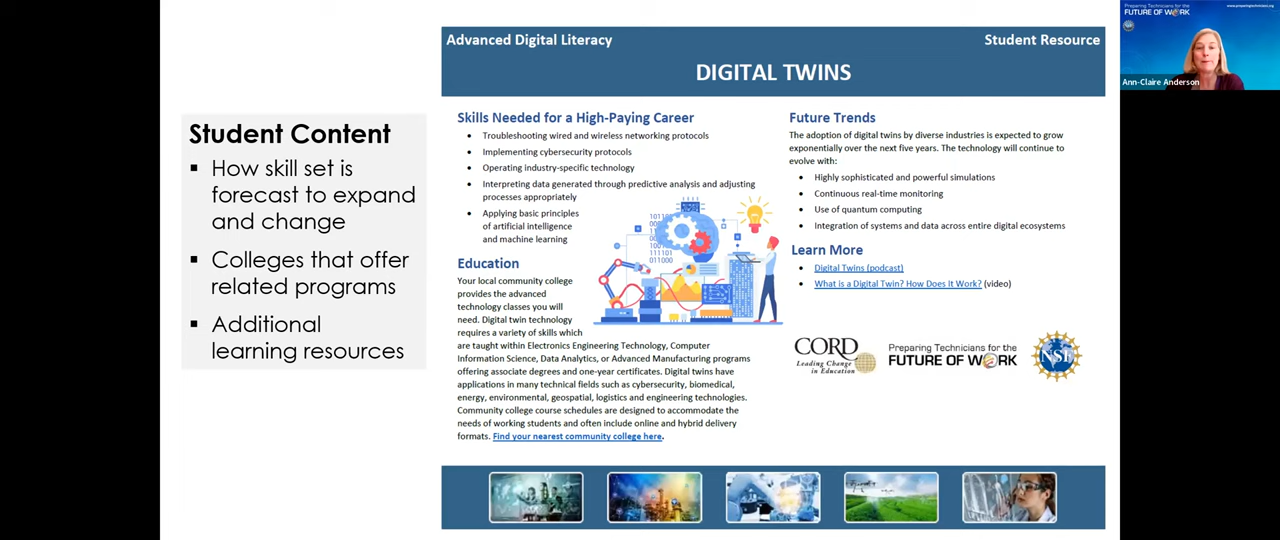 Student Content
▪ How skill set is
forecast to expand
and change
▪ Colleges that offer
related programs
▪ Additional
learning resources
Advanced Digital Literacy
Student Resource
DIGITAL TWINS
Skills Needed for a High-Paying Career
• Troubleshooting wired and wireless networking protocols
• Implementing cybersecurity protocols
• Operating industry-specific technology
• Interpreting data generated through predictive analysis and adjusting
processes appropriately
• Applying basic principles
of artificial intelligence
and machine learning
Education
Your local community college
provides the advanced
technology classes you will
need. Digital twin technology
requires a variety of skills which
are taught within Electronics Engineering Technology, Computer
Information Science, Data Analytics, or Advanced Manufacturing programs
offering associate degrees and one-year certificates. Digital twins have
applications in many technical fields such as cybersecurity, biomedical,
energy, environmental, geospatial, logistics and engineering technologies.
Community college course schedules are designed to accommodate the
needs of working students and often include online and hybrid delivery
formats. Find your nearest community college here.
Future Trends
The adoption of digital twins by diverse industries is expected to grow
exponentially over the next five years. The technology will continue to
evolve with:
• Highly sophisticated and powerful simulations
• Continuous real-time monitoring
• Use of quantum computing
• Integration of systems and data across entire digital ecosystems
Learn More
• Digital Twins (podcast)
• What is a Digital Twin? How Does It Work? (video)
CORD
Leading Change
in Education
Preparing Technicians for the
FUTURE OF WORK
NSF
Preparing Technicians for the
FUTURE OF WORK
www.preparingtechnicians.org
Ann-Claire Anderson